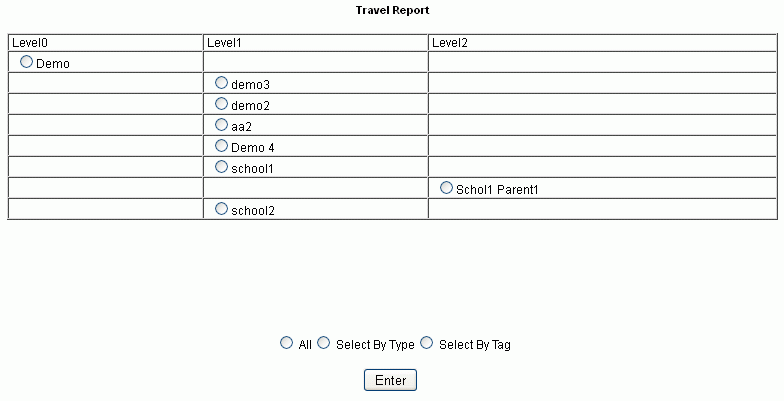 Travel Report
Level0 Level1 Level2
Demo
demo3
demo2
aa2
Demo 4
school1
Schol1 Parent1
school2
All Select By Type Select By Tag
Enter